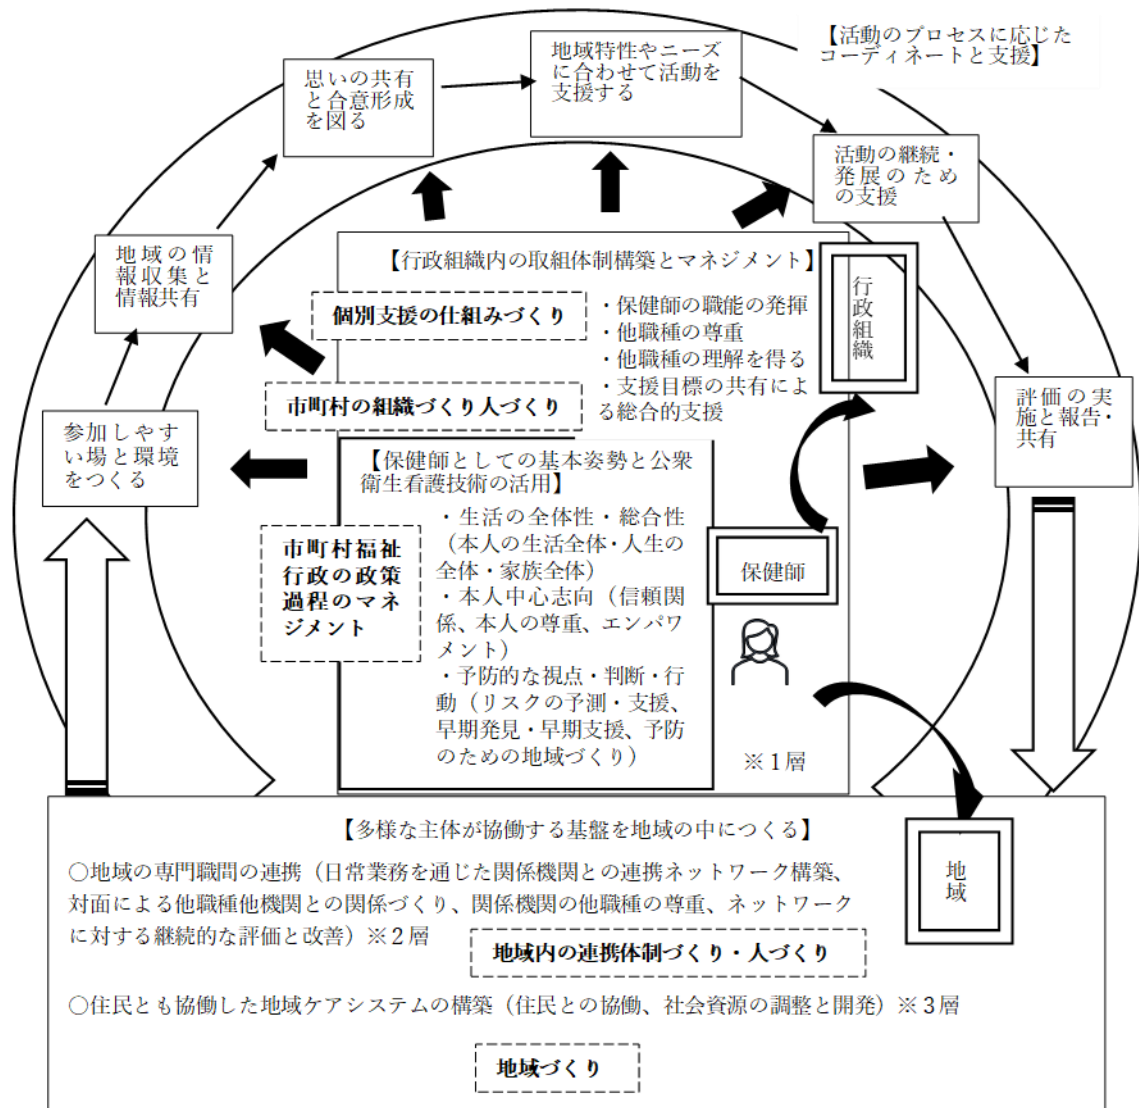 【活動のプロセスに応じた
コーディネートと支援】
地域特性やニーズ
に合わせて活動を
支援する
思いの共有
と合意形成
を図る
活動の継続・
発展のため
の支援
地域の情
報収集と
情報共有
【行政組織内の取組体制構築とマネジメント】
行政組織
個別支援の仕組みづくり
・保健師の職能の発揮
・他職種の尊重
・他職種の理解を得る
・支援目標の共有によ
る総合的支援
市町村の組織づくり人づくり
評価の実
施と報告・
共有
参加しやす
い場と環境
をつくる
【保健師としての基本姿勢と公衆
衛生看護技術の活用】
・生活の全体性・総合性
（本人の生活全体・人生の
全体・家族全体）
・本人中心志向（信頼関
係、本人の尊重、エンパワ
メント）
・予防的な視点・判断・行
動（リスクの予測・支援、
早期発見・早期支援、予防
のための地域づくり）
市町村福祉
行政の政策
過程のマネ
ジメント
保健師
※１層
【多様な主体が協働する基盤を地域の中につくる】
地域
○地域の専門職間の連携（日常業務を通じた関係機関との連携ネットワーク構築、
対面による他職種他機関との関係づくり、関係機関の他職種の尊重、ネットワーク
に対する継続的な評価と改善）※２層
地域内の連携体制づくり・人づくり
○住民とも協働した地域ケアシステムの構築（住民との協働、社会資源の調整と開発）※３層
地域づくり